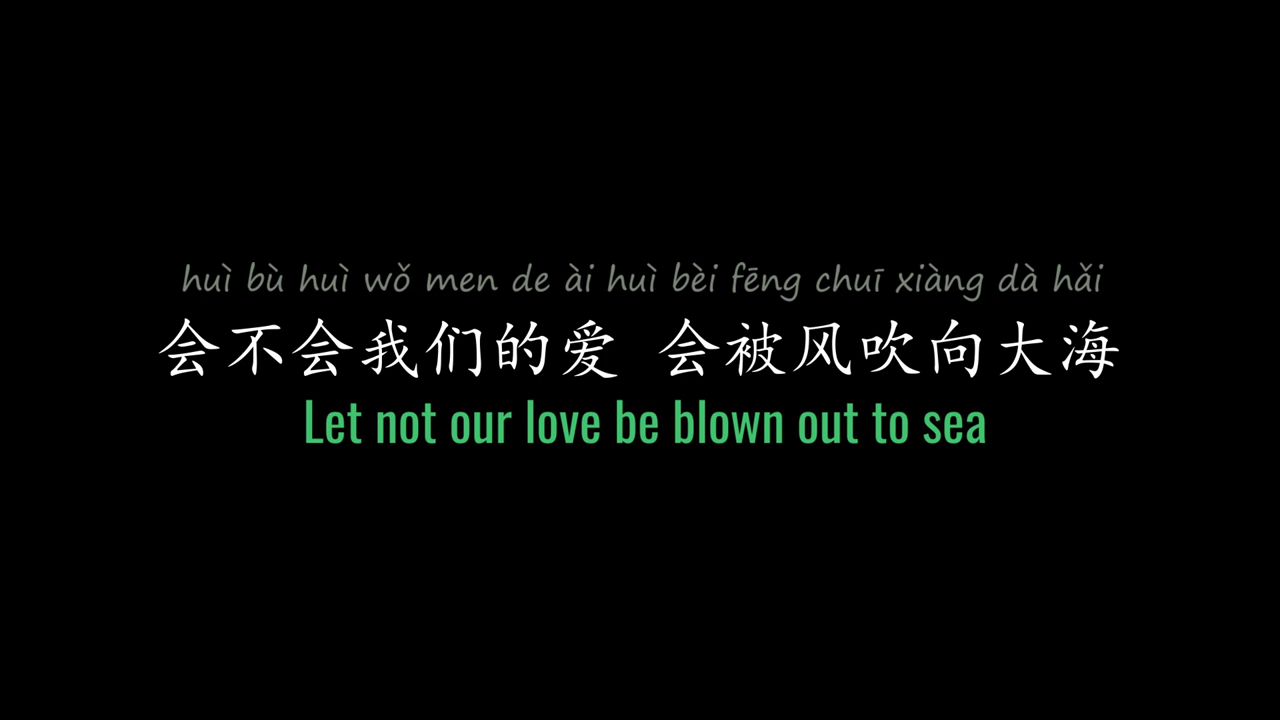 huì bù huì wǒ men de ài huì bèi fēng chuī xiàng dà hǎi
会不会我们的爱 会被风吹向大海
Let not our love be blown out to sea